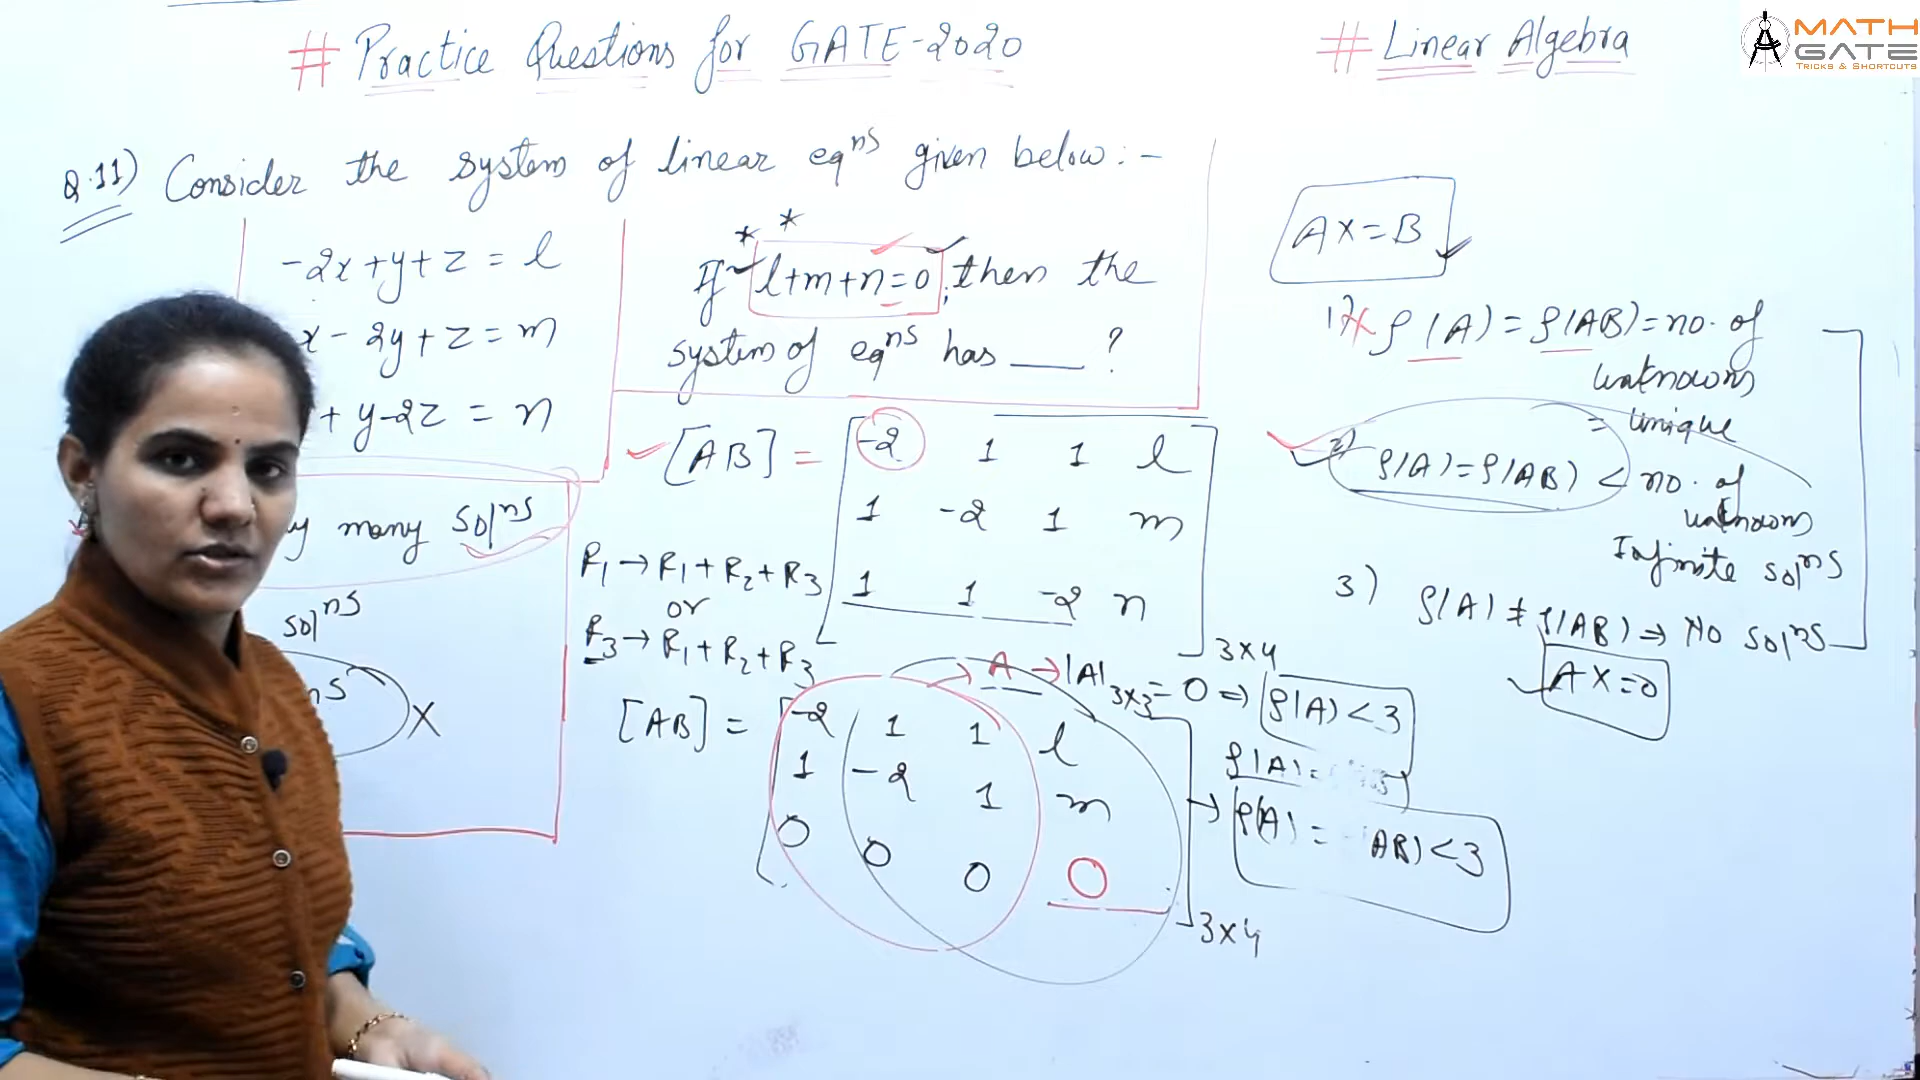 # Practice Questions for GATE-2020
# Linear Algebra
MATH
GATE
TRICKS & SHORTCUTS
Q.11) Consider the system of linear eqns given below:-
-2x+y+z = l
x-2y+z = m
+ y-2z = n
* *
If l+m+n=0, then the
system of eqns has ___ ?
y many solns
solns
ns X
[AB] = [-2 1 1 l
1 -2 1 m
1 1 -2 n] 3x4
R1→R1+R2+R3
or
R3→R1+R2+R3
→ A → |A|3x3 = 0 ⇒ ρ(A)<3
[AB] = [-2 1 1 l
1 -2 1 m
0 0 0 0] 3x4
ρ(A)=
→ ρ(A) = AB)<3
AX=B
1) x ρ(A) = ρ(AB) = no. of
unknowns
= Unique
2) ρ(A)=ρ(AB) < no. of
unknowns
Infinite solns
3) ρ(A) ≠ ρ(AB) → No solns
AX=0